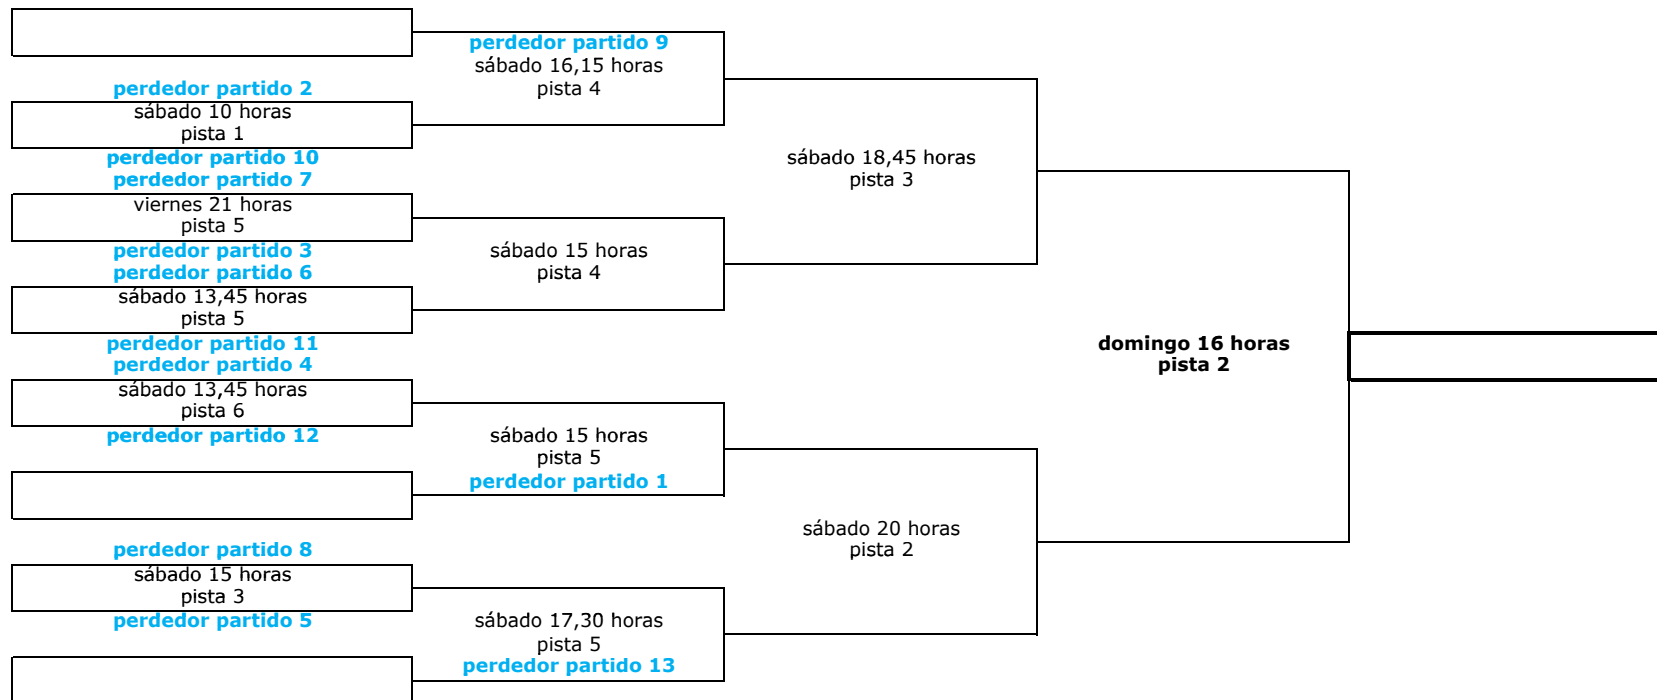 perdedor partido 9
sábado 16,15 horas
pista 4
perdedor partido 2
sábado 10 horas
pista 1
perdedor partido 10
perdedor partido 7
viernes 21 horas
pista 5
perdedor partido 3
perdedor partido 6
sábado 13,45 horas
pista 5
perdedor partido 11
perdedor partido 4
sábado 13,45 horas
pista 6
perdedor partido 12
perdedor partido 8
sábado 15 horas
pista 3
perdedor partido 5
sábado 15 horas
pista 4
sábado 15 horas
pista 5
perdedor partido 1
sábado 17,30 horas
pista 5
perdedor partido 13
sábado 18,45 horas
pista 3
sábado 20 horas
pista 2
domingo 16 horas
pista 2